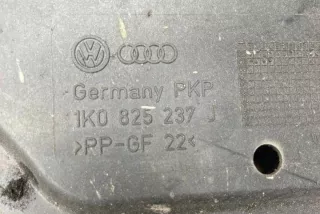 Germany PKP
1K0 825 237 J
>PP-GF 22<